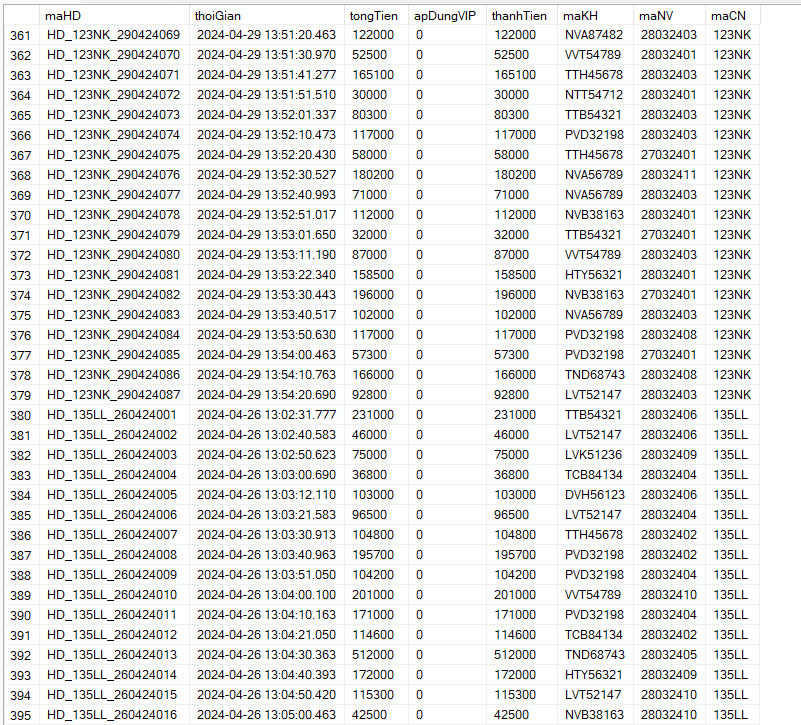 maHD thoiGian tongTien apDungVIP thanhTien maKH maNV maCN
361 HD_123NK_290424069 2024-04-29 13:51:20.463 122000 0 122000 NVA87482 28032403 123NK
362 HD_123NK_290424070 2024-04-29 13:51:30.970 52500 0 52500 VVT54789 28032401 123NK
363 HD_123NK_290424071 2024-04-29 13:51:41.277 165100 0 165100 TTH45678 28032403 123NK
364 HD_123NK_290424072 2024-04-29 13:51:51.510 30000 0 30000 NTT54712 28032401 123NK
365 HD_123NK_290424073 2024-04-29 13:52:01.337 80300 0 80300 TTB54321 28032403 123NK
366 HD_123NK_290424074 2024-04-29 13:52:10.473 117000 0 117000 PVD32198 28032403 123NK
367 HD_123NK_290424075 2024-04-29 13:52:20.430 58000 0 58000 TTH45678 27032401 123NK
368 HD_123NK_290424076 2024-04-29 13:52:30.527 180200 0 180200 NVA56789 28032411 123NK
369 HD_123NK_290424077 2024-04-29 13:52:40.993 71000 0 71000 NVA56789 28032403 123NK
370 HD_123NK_290424078 2024-04-29 13:52:51.017 112000 0 112000 NVB38163 28032401 123NK
371 HD_123NK_290424079 2024-04-29 13:53:01.650 32000 0 32000 TTB54321 27032401 123NK
372 HD_123NK_290424080 2024-04-29 13:53:11.190 87000 0 87000 VVT54789 28032403 123NK
373 HD_123NK_290424081 2024-04-29 13:53:22.340 158500 0 158500 HTY56321 28032401 123NK
374 HD_123NK_290424082 2024-04-29 13:53:30.443 196000 0 196000 NVB38163 27032401 123NK
375 HD_123NK_290424083 2024-04-29 13:53:40.517 102000 0 102000 NVA56789 28032403 123NK
376 HD_123NK_290424084 2024-04-29 13:53:50.630 117000 0 117000 PVD32198 28032408 123NK
377 HD_123NK_290424085 2024-04-29 13:54:00.463 57300 0 57300 PVD32198 27032401 123NK
378 HD_123NK_290424086 2024-04-29 13:54:10.763 166000 0 166000 TND68743 28032408 123NK
379 HD_123NK_290424087 2024-04-29 13:54:20.690 92800 0 92800 LVT52147 28032403 123NK
380 HD_135LL_260424001 2024-04-26 13:02:31.777 231000 0 231000 TTB54321 28032406 135LL
381 HD_135LL_260424002 2024-04-26 13:02:40.583 46000 0 46000 LVT52147 28032406 135LL
382 HD_135LL_260424003 2024-04-26 13:02:50.623 75000 0 75000 LVK51236 28032409 135LL
383 HD_135LL_260424004 2024-04-26 13:03:00.690 36800 0 36800 TCB84134 28032404 135LL
384 HD_135LL_260424005 2024-04-26 13:03:12.110 103000 0 103000 DVH56123 28032406 135LL
385 HD_135LL_260424006 2024-04-26 13:03:21.583 96500 0 96500 LVT52147 28032404 135LL
386 HD_135LL_260424007 2024-04-26 13:03:30.913 104800 0 104800 TTH45678 28032402 135LL
387 HD_135LL_260424008 2024-04-26 13:03:40.963 195700 0 195700 PVD32198 28032402 135LL
388 HD_135LL_260424009 2024-04-26 13:03:51.050 104200 0 104200 PVD32198 28032404 135LL
389 HD_135LL_260424010 2024-04-26 13:04:00.100 201000 0 201000 VVT54789 28032410 135LL
390 HD_135LL_260424011 2024-04-26 13:04:10.163 171000 0 171000 PVD32198 28032404 135LL
391 HD_135LL_260424012 2024-04-26 13:04:21.050 114600 0 114600 TCB84134 28032402 135LL
392 HD_135LL_260424013 2024-04-26 13:04:30.363 512000 0 512000 TND68743 28032405 135LL
393 HD_135LL_260424014 2024-04-26 13:04:40.393 172000 0 172000 HTY56321 28032409 135LL
394 HD_135LL_260424015 2024-04-26 13:04:50.420 115300 0 115300 LVT52147 28032410 135LL
395 HD_135LL_260424016 2024-04-26 13:05:00.463 42500 0 42500 NVB38163 28032410 135LL